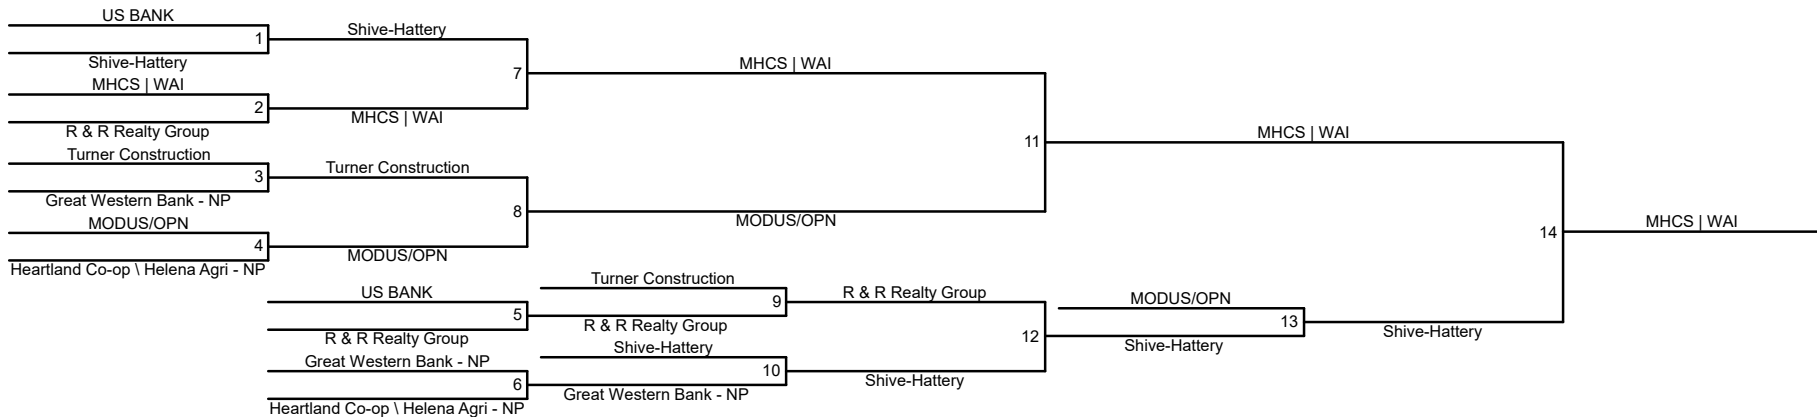 US BANK
1
Shive-Hattery
Shive-Hattery
MHCS | WAI
2
R & R Realty Group
MHCS | WAI
7
MHCS | WAI
Turner Construction
3
Great Western Bank - NP
Turner Construction
MODUS/OPN
4
Heartland Co-op \ Helena Agri - NP
MODUS/OPN
8
MODUS/OPN
11
MHCS | WAI
US BANK
5
R & R Realty Group
Turner Construction
9
R & R Realty Group
R & R Realty Group
Great Western Bank - NP
6
Heartland Co-op \ Helena Agri - NP
Shive-Hattery
10
Great Western Bank - NP
Shive-Hattery
12
Shive-Hattery
MODUS/OPN
13
Shive-Hattery
14
MHCS | WAI